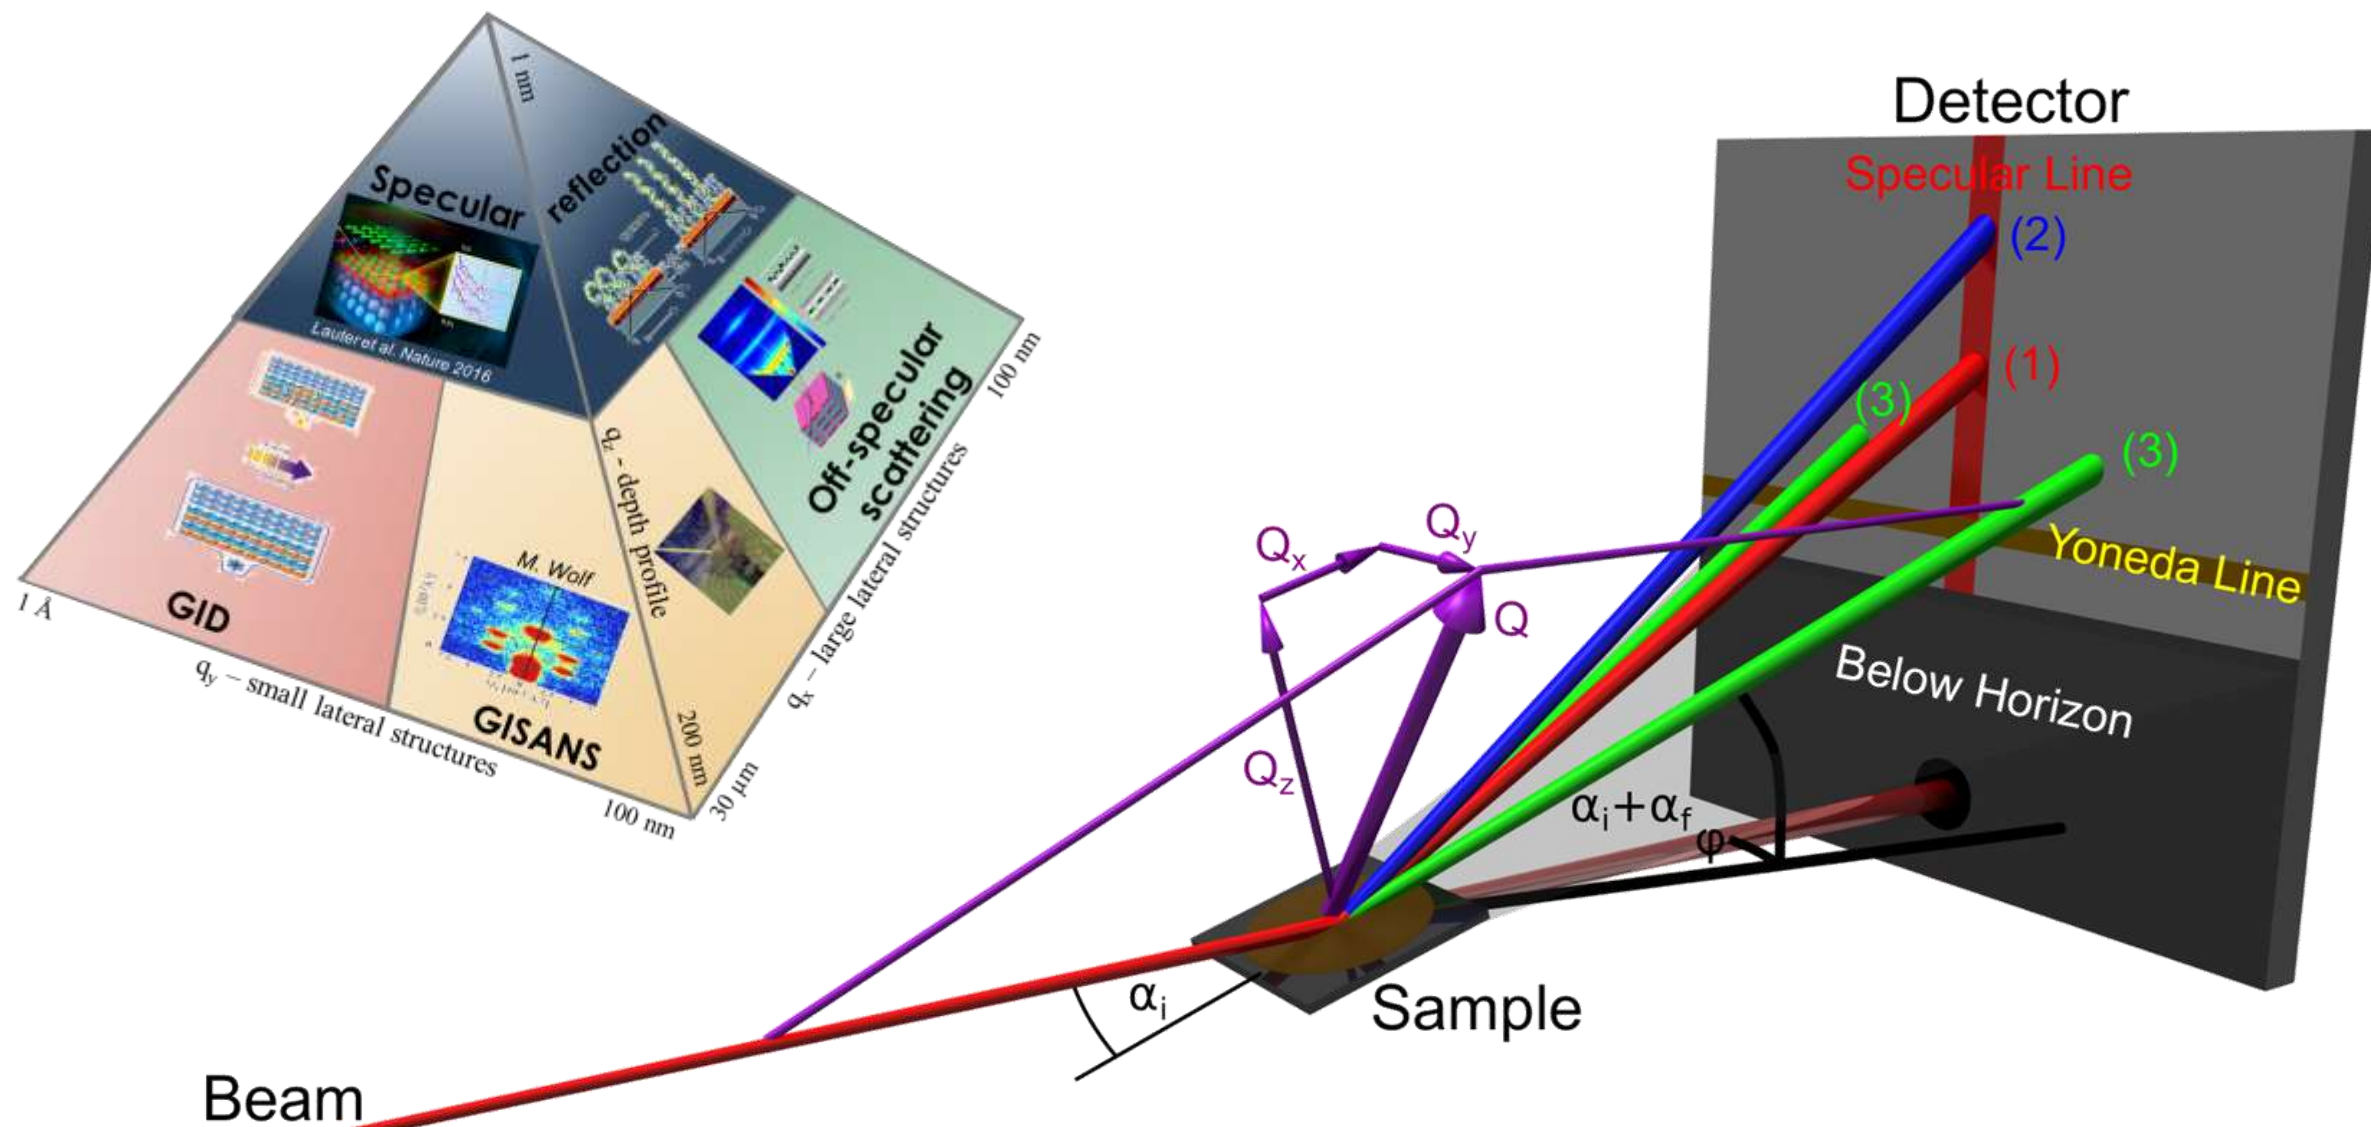 1 nm
Specular
reflection
Lauter et al. Nature 2016
Off-specular
scattering
100 nm
qx – large lateral structures
qz - depth profile
M. Wolf
GID
GISANS
1 Å
qy – small lateral structures
100 nm
200 nm
30 µm
Detector
Specular Line
(2)
(1)
(3)
(3)
Yoneda Line
Below Horizon
Qx
Qy
Q
Qz
αi+αf
φ
αi
Sample
Beam